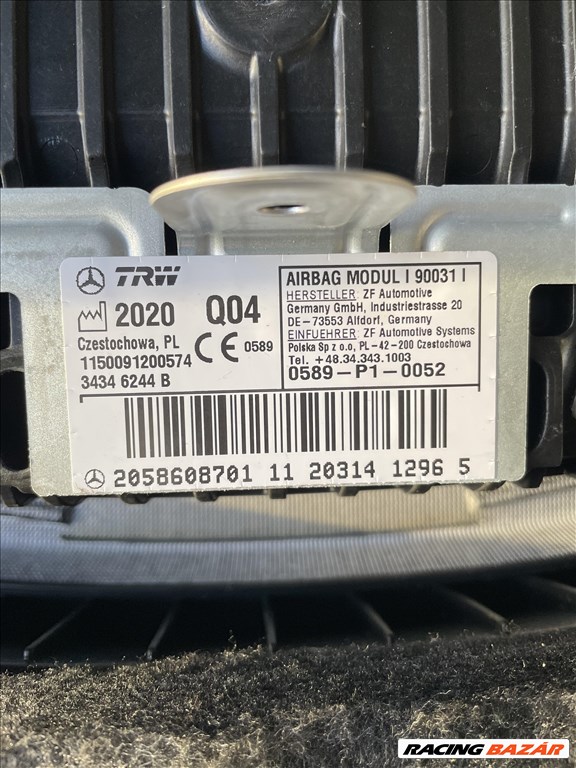 TRW
2020 Q04
Czestochowa, PL
1150091200574
3434 6244 B
CE 0589
AIRBAG MODUL I 90031 I
HERSTELLER: ZF Automotive
Germany GmbH, Industriestrasse 20
DE-73553 Alfdorf, Germany
EINFUEHRER: ZF Automotive Systems
Polska Sp z o.o, PL-42-200 Czestochowa
Tel. +48.34.343.1003
0589-P1-0052
2058608701 11 20314 1296 5
RACING BAZÁR